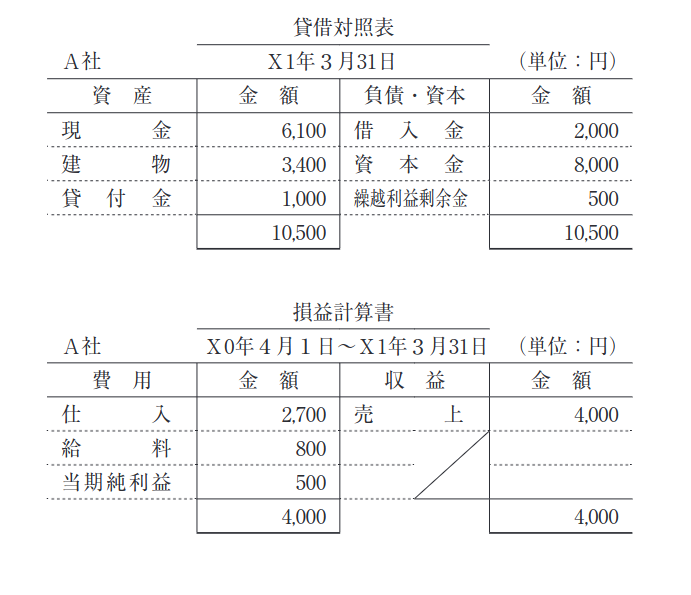 貸借対照表
A社 X1年3月31日 (単位：円)
資産 金額 負債・資本 金額
現金 6,100 借入金 2,000
建物 3,400 資本金 8,000
貸付金 1,000 繰越利益剰余金 500
10,500 10,500
損益計算書
A社 X0年4月1日～X1年3月31日 (単位：円)
費用 金額 収益 金額
仕入 2,700 売上 4,000
給料 800
当期純利益 500
4,000 4,000